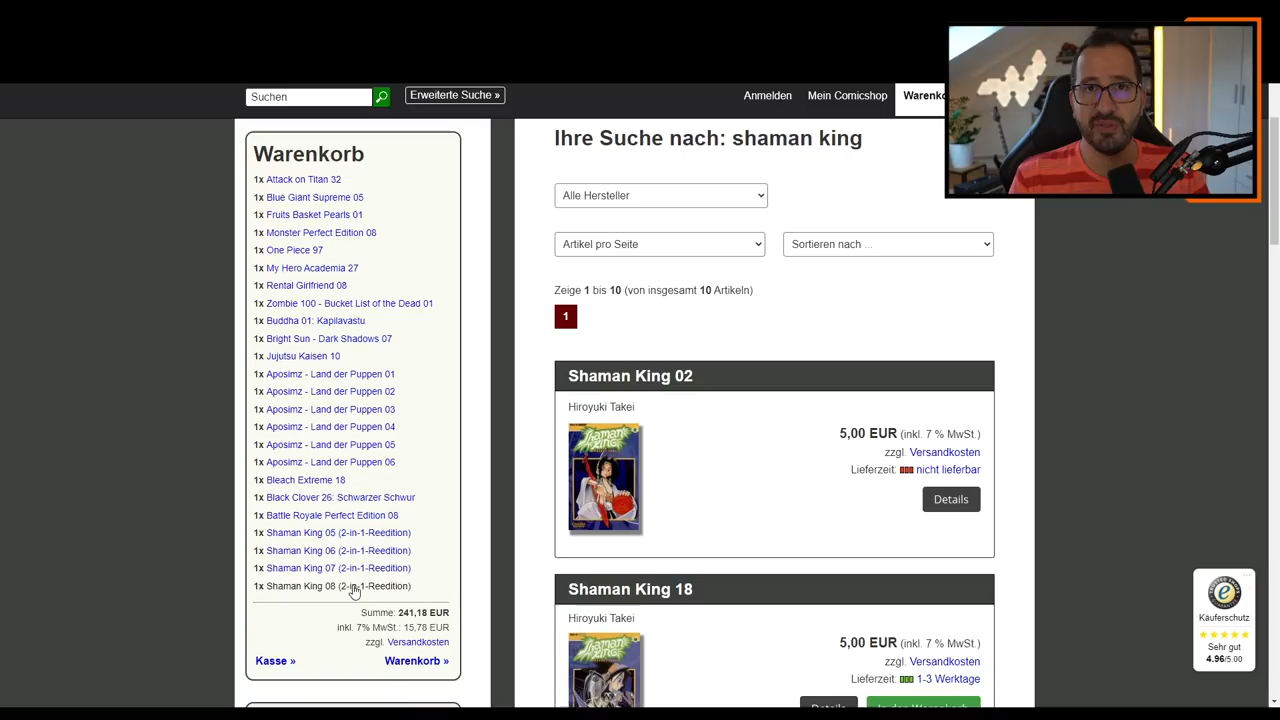 Suchen
Erweiterte Suche »
Anmelden
Mein Comicshop
Warenko
Warenkorb
1x Attack on Titan 32
1x Blue Giant Supreme 05
1x Fruits Basket Pearls 01
1x Monster Perfect Edition 08
1x One Piece 97
1x My Hero Academia 27
1x Rental Girlfriend 08
1x Zombie 100 - Bucket List of the Dead 01
1x Buddha 01: Kapilavastu
1x Bright Sun - Dark Shadows 07
1x Jujutsu Kaisen 10
1x Aposimz - Land der Puppen 01
1x Aposimz - Land der Puppen 02
1x Aposimz - Land der Puppen 03
1x Aposimz - Land der Puppen 04
1x Aposimz - Land der Puppen 05
1x Aposimz - Land der Puppen 06
1x Bleach Extreme 18
1x Black Clover 26: Schwarzer Schwur
1x Battle Royale Perfect Edition 08
1x Shaman King 05 (2-in-1-Reedition)
1x Shaman King 06 (2-in-1-Reedition)
1x Shaman King 07 (2-in-1-Reedition)
1x Shaman King 08 (2-in-1-Reedition)
Summe: 241,18 EUR
inkl. 7% MwSt.: 15,78 EUR
zzgl. Versandkosten
Kasse »
Warenkorb »
Ihre Suche nach: shaman king
Alle Hersteller
Artikel pro Seite
Sortieren nach ...
Zeige 1 bis 10 (von insgesamt 10 Artikeln)
1
Shaman King 02
Hiroyuki Takei
Shaman King
5,00 EUR (inkl. 7 % MwSt.)
zzgl. Versandkosten
Lieferzeit: nicht lieferbar
Details
Shaman King 18
Hiroyuki Takei
Shaman King
5,00 EUR (inkl. 7 % MwSt.)
zzgl. Versandkosten
Lieferzeit: 1-3 Werktage
Details
In den Warenkorb
Käuferschutz
Sehr gut
4.96/5.00